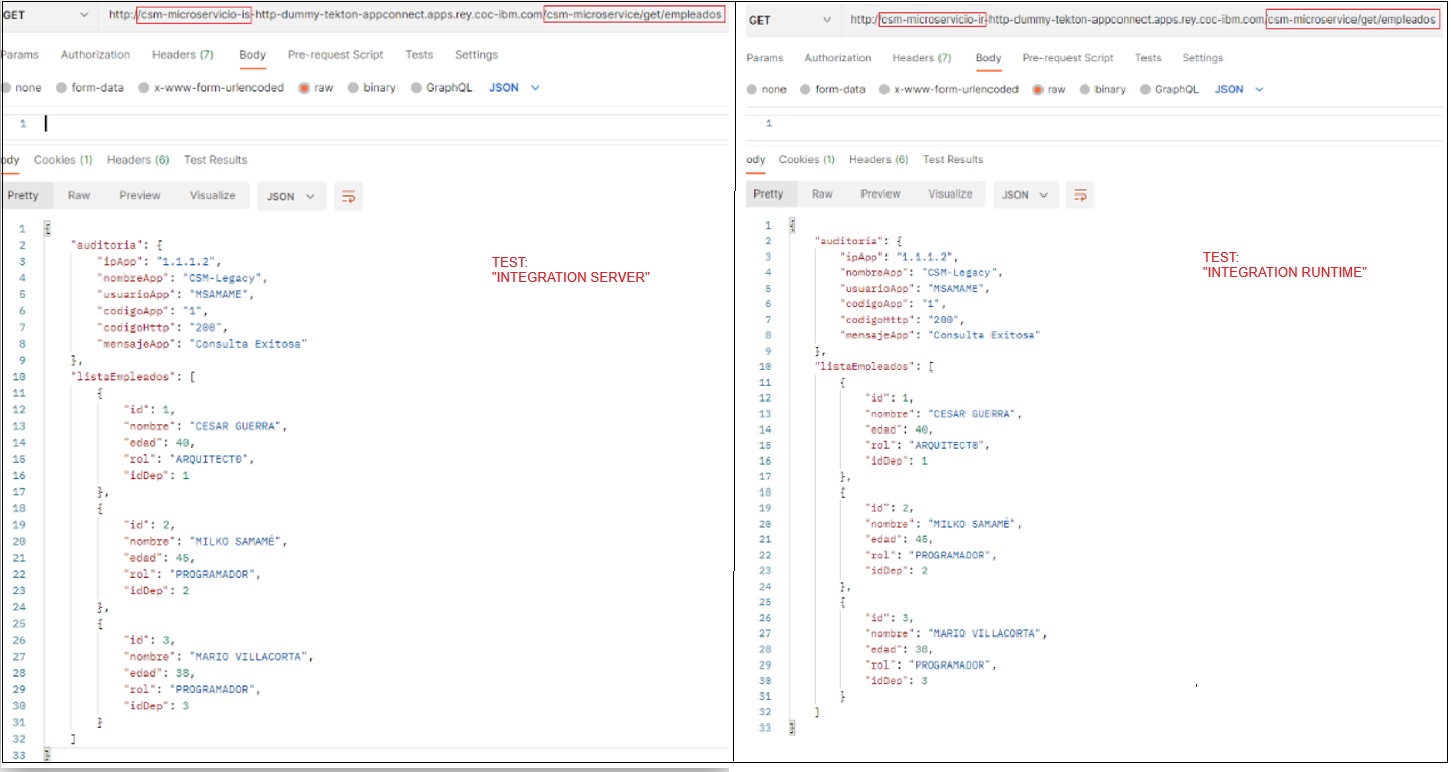 GET http://csm-microservicio-is-http-dummy-tekton-appconnect.apps.rey.coc-ibm.com/csm-microservice/get/empleados
Params Authorization Headers (7) Body Pre-request Script Tests Settings
none form-data x-www-form-urlencoded raw binary GraphQL JSON
1
ody Cookies (1) Headers (6) Test Results
Pretty Raw Preview Visualize JSON
1 {
2 "auditoria": {
3 "ipApp": "1.1.1.2",
4 "nombreApp": "CSM-Legacy",
5 "usuarioApp": "MSAMAME",
6 "codigoApp": "1",
7 "codigoHttp": "200",
8 "mensajeApp": "Consulta Exitosa"
9 },
10 "listaEmpleados": [
11 {
12 "id": 1,
13 "nombre": "CESAR GUERRA",
14 "edad": 40,
15 "rol": "ARQUITECT0",
16 "idDep": 1
17 },
18 {
19 "id": 2,
20 "nombre": "MILKO SAMAMÉ",
21 "edad": 45,
22 "rol": "PROGRAMADOR",
23 "idDep": 2
24 },
25 {
26 "id": 3,
27 "nombre": "MARIO VILLACORTA",
28 "edad": 38,
29 "rol": "PROGRAMADOR",
30 "idDep": 3
31 }
32 ]
33 }
TEST:
"INTEGRATION SERVER"
GET http://csm-microservicio-ir-http-dummy-tekton-appconnect.apps.rey.coc-ibm.com/csm-microservice/get/empleados
Params Authorization Headers (7) Body Pre-request Script Tests Settings
none form-data x-www-form-urlencoded raw binary GraphQL JSON
1
ody Cookies (1) Headers (6) Test Results
Pretty Raw Preview Visualize JSON
1 {
2 "auditoria": {
3 "ipApp": "1.1.1.2",
4 "nombreApp": "CSM-Legacy",
5 "usuarioApp": "MSAMAME",
6 "codigoApp": "1",
7 "codigoHttp": "200",
8 "mensajeApp": "Consulta Exitosa"
9 },
10 "listaEmpleados": [
11 {
12 "id": 1,
13 "nombre": "CESAR GUERRA",
14 "edad": 40,
15 "rol": "ARQUITECT0",
16 "idDep": 1
17 },
18 {
19 "id": 2,
20 "nombre": "MILKO SAMAMÉ",
21 "edad": 45,
22 "rol": "PROGRAMADOR",
23 "idDep": 2
24 },
25 {
26 "id": 3,
27 "nombre": "MARIO VILLACORTA",
28 "edad": 38,
29 "rol": "PROGRAMADOR",
30 "idDep": 3
31 }
32 ]
33 }
TEST:
"INTEGRATION RUNTIME"